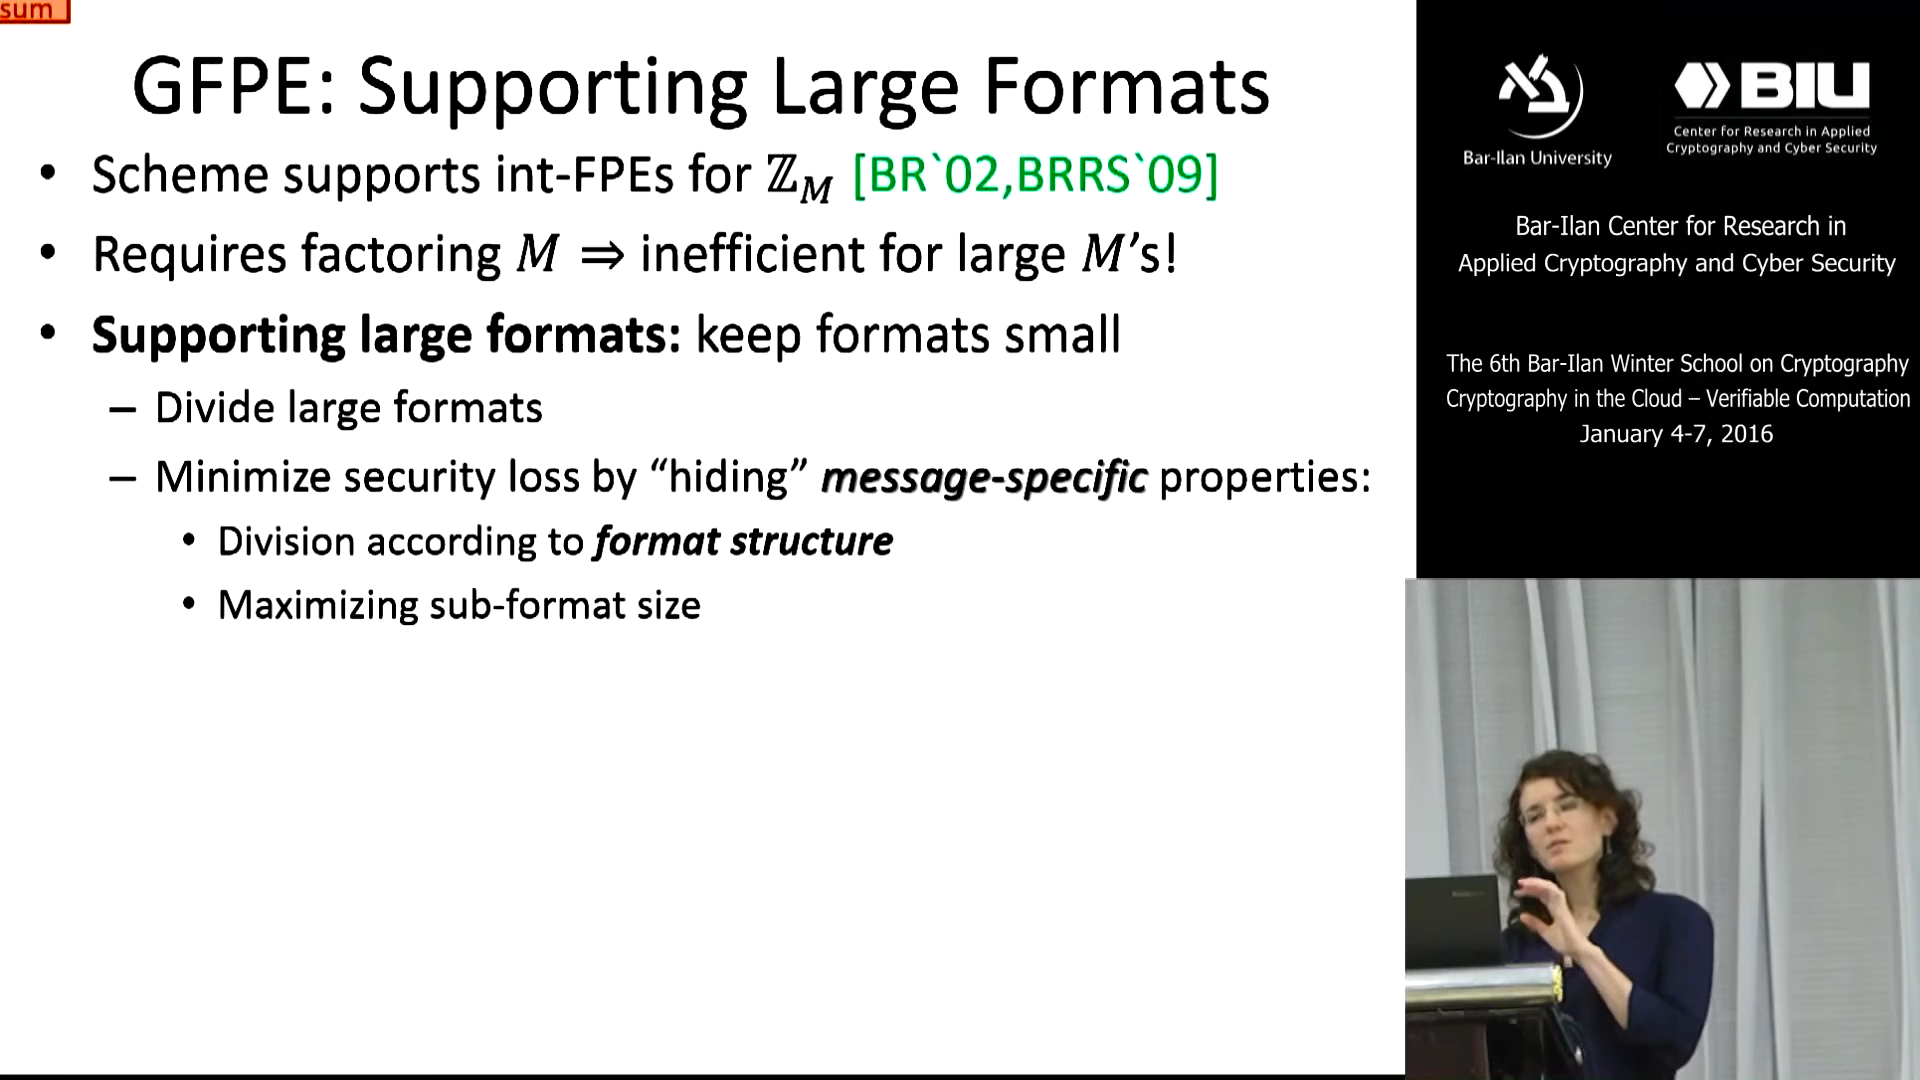 sum
GFPE: Supporting Large Formats
• Scheme supports int-FPEs for ℤ_M [BR`02,BRRS`09]
• Requires factoring M ⇒ inefficient for large M’s!
• Supporting large formats: keep formats small
– Divide large formats
– Minimize security loss by “hiding” message-specific properties:
• Division according to format structure
• Maximizing sub-format size
Bar-Ilan University
BIU
Center for Research in Applied
Cryptography and Cyber Security
Bar-Ilan Center for Research in
Applied Cryptography and Cyber Security
The 6th Bar-Ilan Winter School on Cryptography
Cryptography in the Cloud – Verifiable Computation
January 4-7, 2016